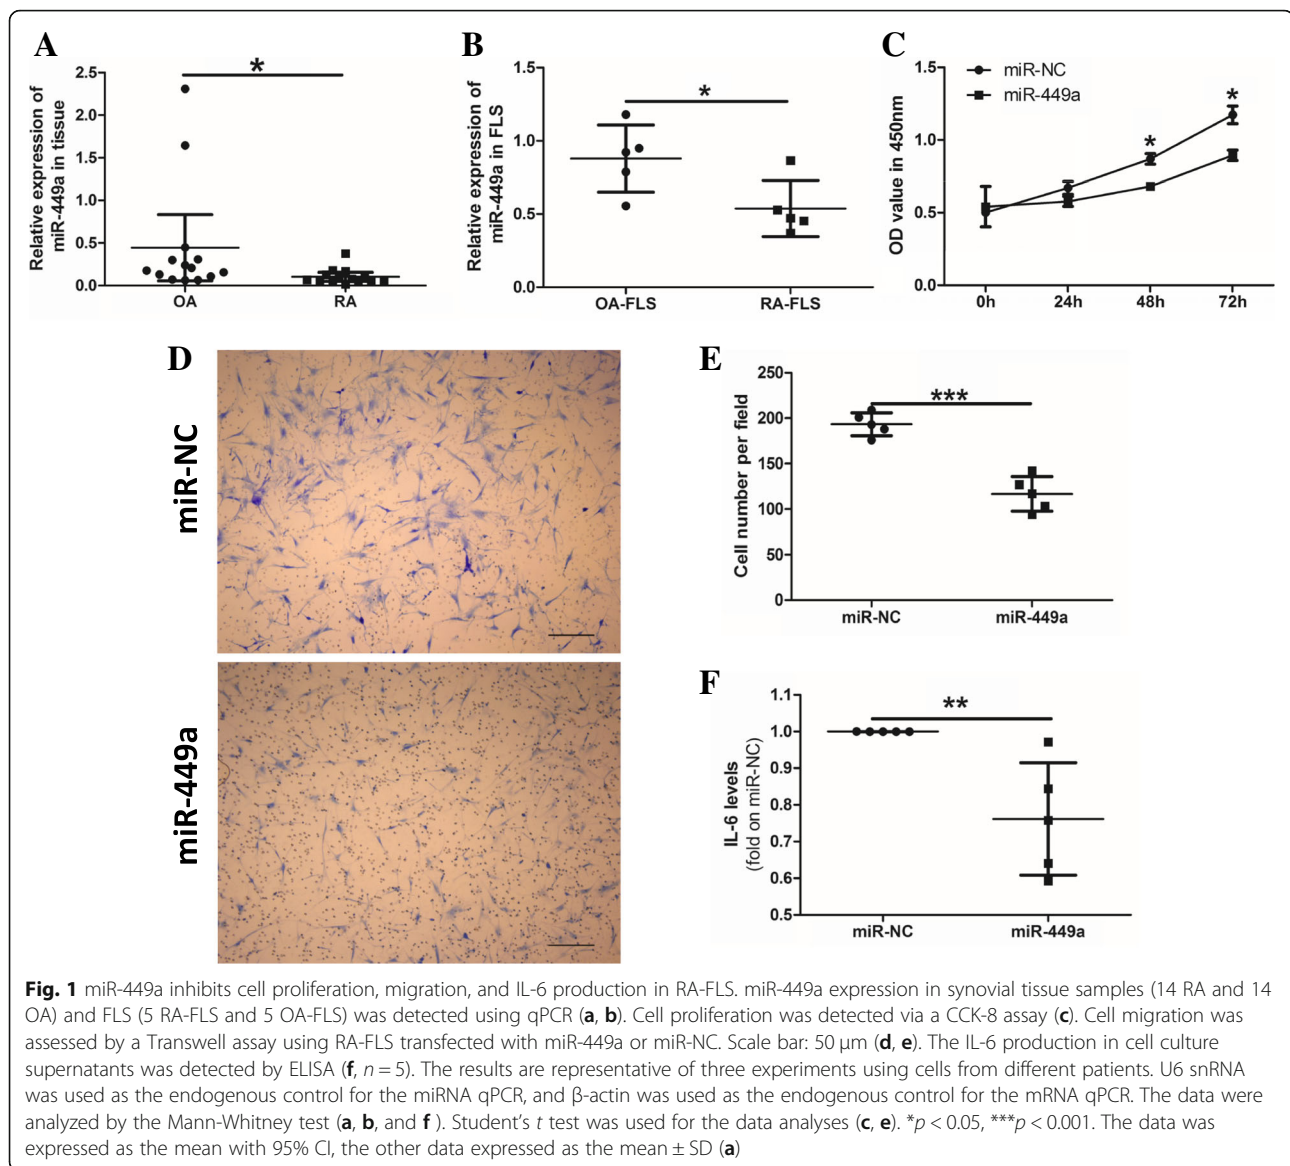 A
Relative expression of
miR-449a in tissue
2.5
2.0
1.5
1.0
0.5
0.0
*
OA
RA
B
Relative expression of
miR-449a in FLS
1.5
1.0
0.5
0.0
*
OA-FLS
RA-FLS
C
OD value in 450nm
1.5
1.0
0.5
0.0
miR-NC
miR-449a
*
*
0h
24h
48h
72h
D
miR-NC
miR-449a
E
Cell number per field
250
200
150
100
50
0
***
miR-NC
miR-449a
F
IL-6 levels
(fold on miR-NC)
1.1
1.0
0.9
0.8
0.7
0.6
0.5
**
miR-NC
miR-449a
Fig. 1 miR-449a inhibits cell proliferation, migration, and IL-6 production in RA-FLS. miR-449a expression in synovial tissue samples (14 RA and 14
OA) and FLS (5 RA-FLS and 5 OA-FLS) was detected using qPCR (a, b). Cell proliferation was detected via a CCK-8 assay (c). Cell migration was
assessed by a Transwell assay using RA-FLS transfected with miR-449a or miR-NC. Scale bar: 50 μm (d, e). The IL-6 production in cell culture
supernatants was detected by ELISA (f, n = 5). The results are representative of three experiments using cells from different patients. U6 snRNA
was used as the endogenous control for the miRNA qPCR, and β-actin was used as the endogenous control for the mRNA qPCR. The data were
analyzed by the Mann-Whitney test (a, b, and f ). Student's t test was used for the data analyses (c, e). *p < 0.05, ***p < 0.001. The data was
expressed as the mean with 95% CI, the other data expressed as the mean ± SD (a)